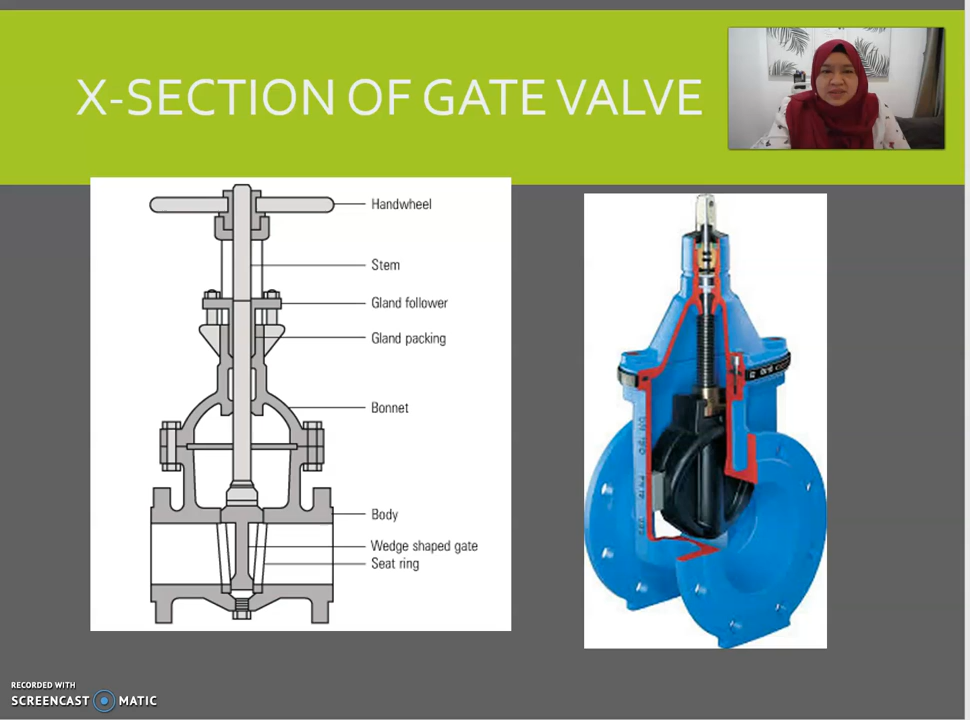 X-SECTION OF GATE VALVE
Handwheel
Stem
Gland follower
Gland packing
Bonnet
Body
Wedge shaped gate
Seat ring
RECORDED WITH
SCREENCAST MATIC